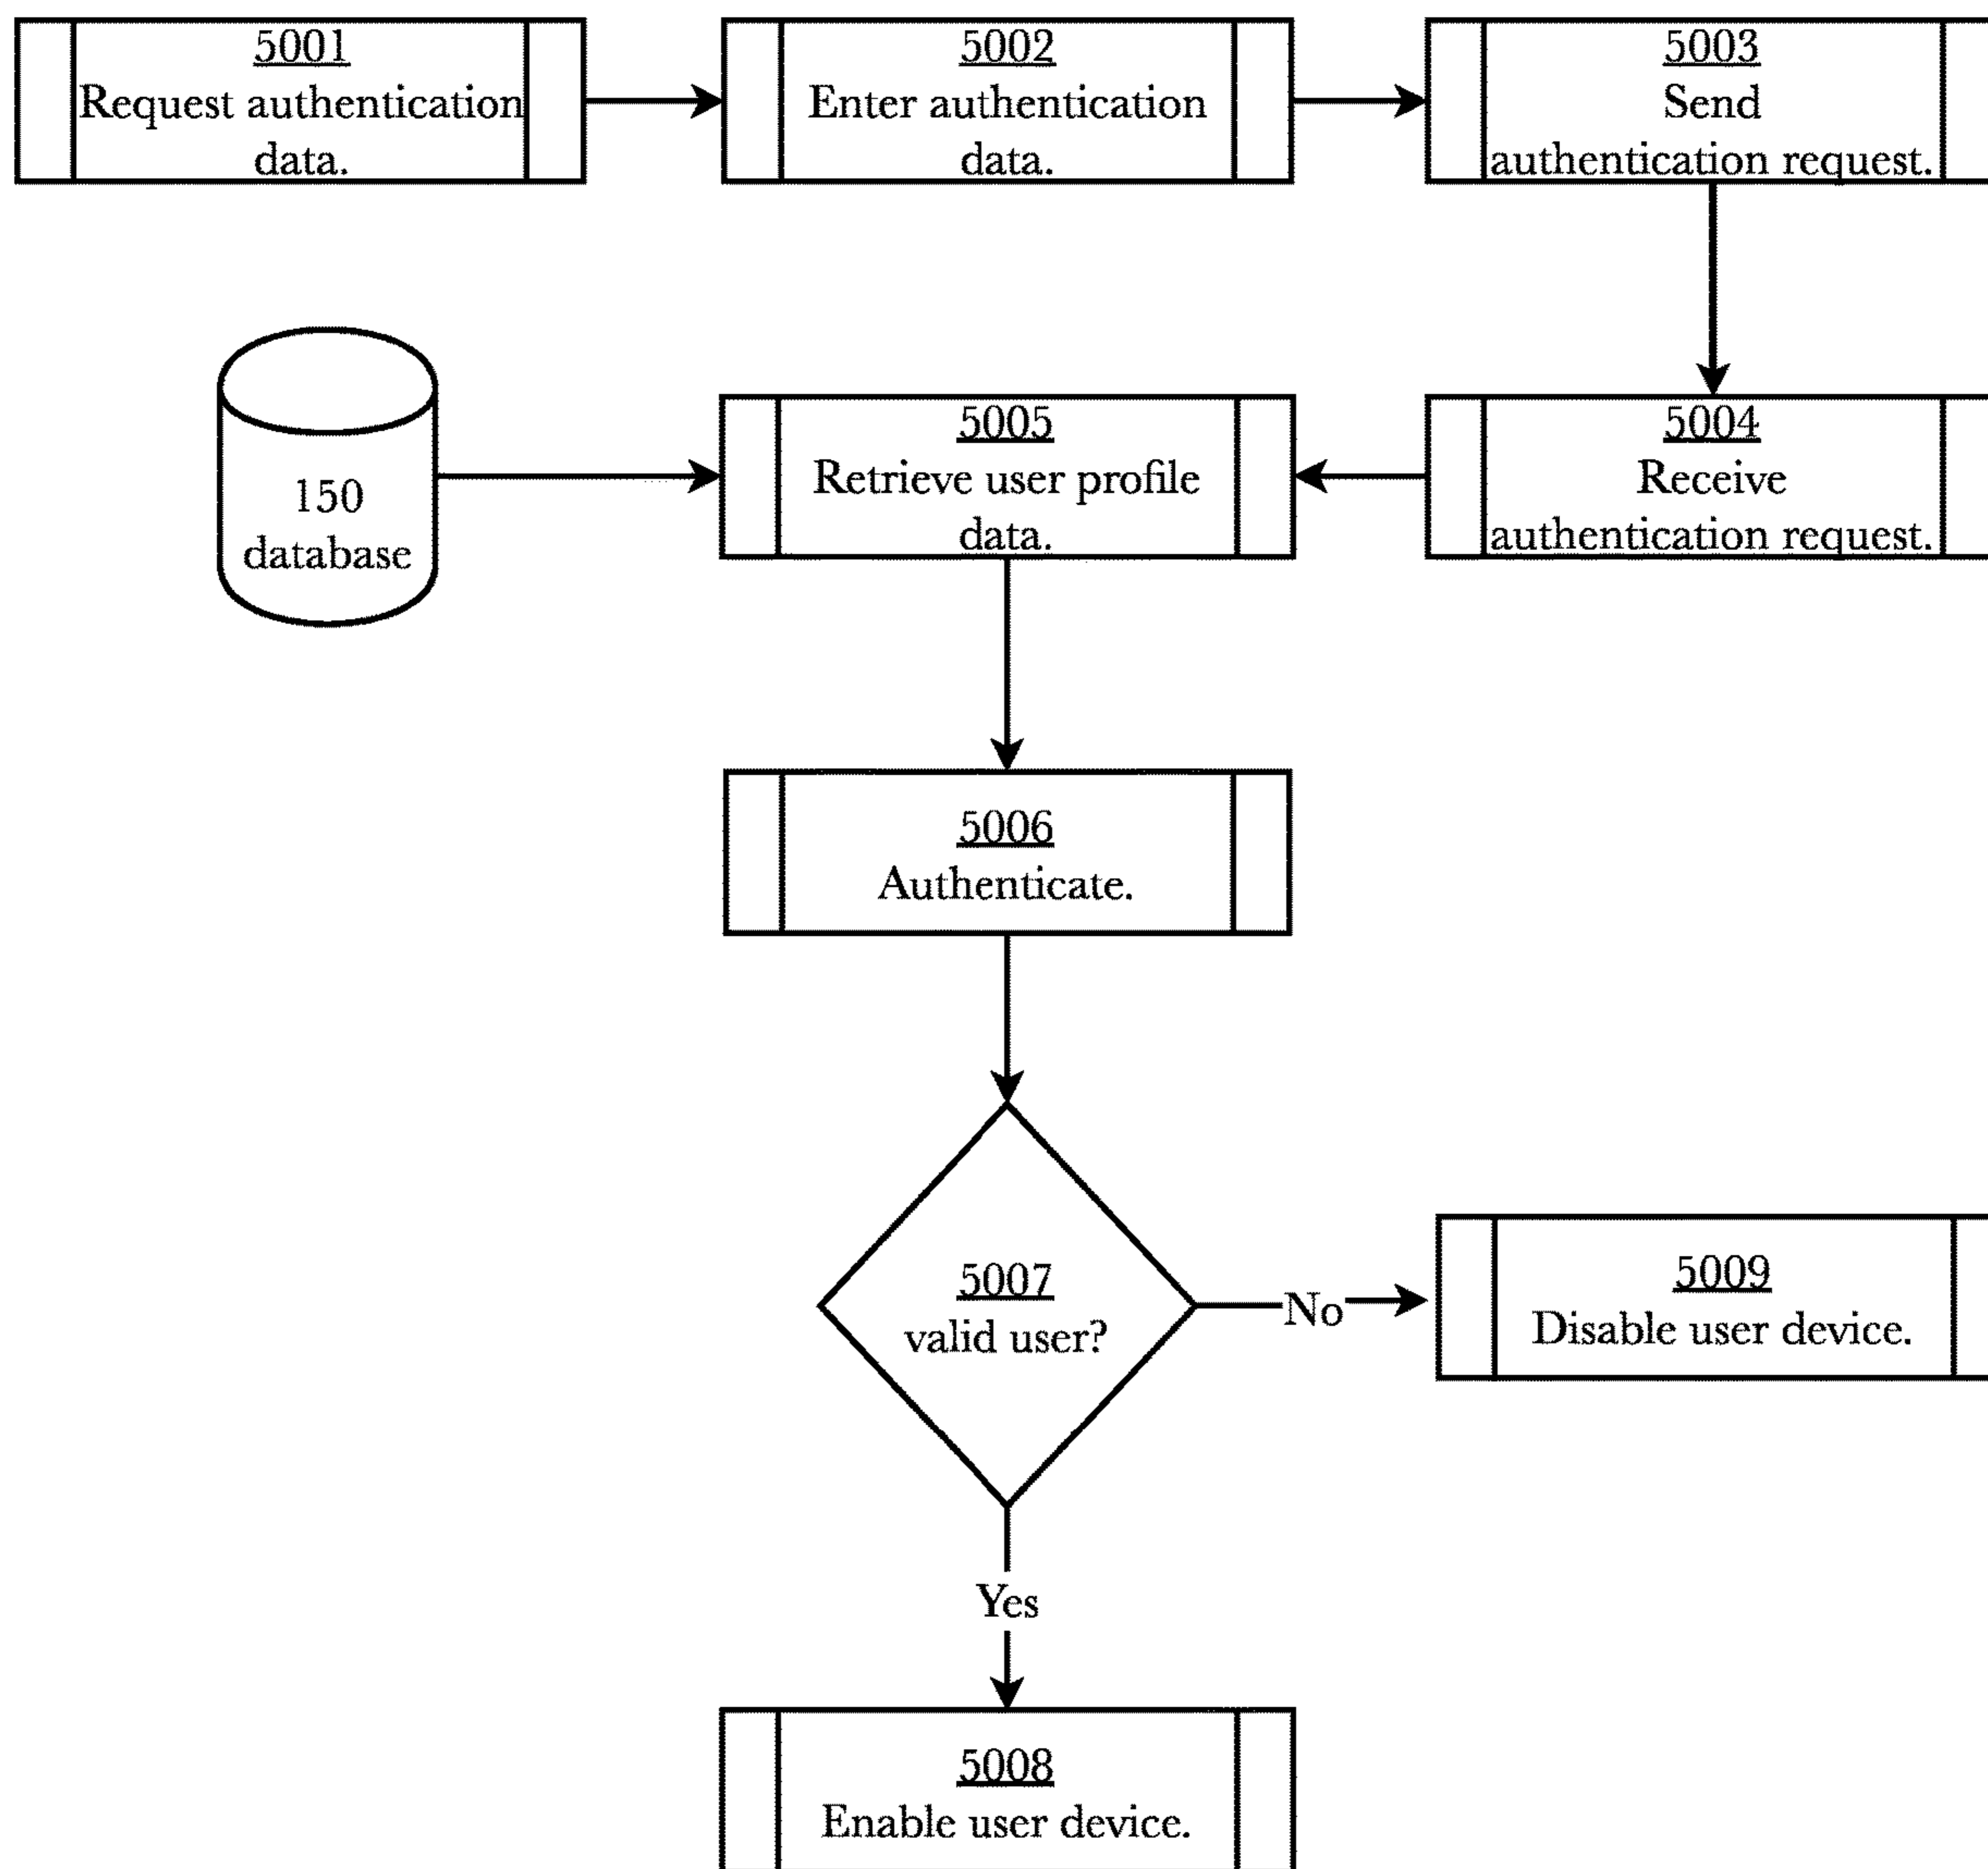 5001
Request authentication
data.
5002
Enter authentication
data.
5003
Send
authentication request.
150
database
5005
Retrieve user profile
data.
5004
Receive
authentication request.
5006
Authenticate.
5007
valid user?
No
5009
Disable user device.
Yes
5008
Enable user device.